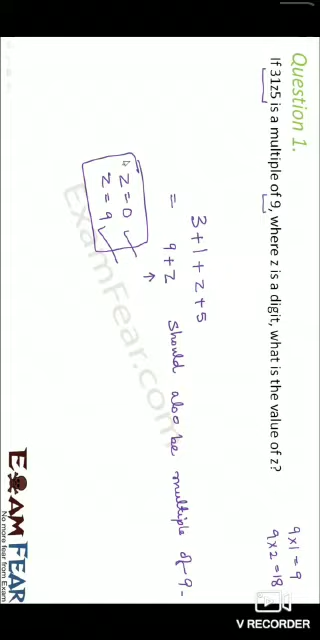 Question 1.
If 31z5 is a multiple of 9, where z is a digit, what is the value of z?
9 x 1 = 9
9 x 2 = 18
3 + 1 + z + 5
= 9 + z should also be multiple of 9-
z = 0
z = 9
ExamFear.com
EXAM FEAR
No more fear from Exam
V RECORDER